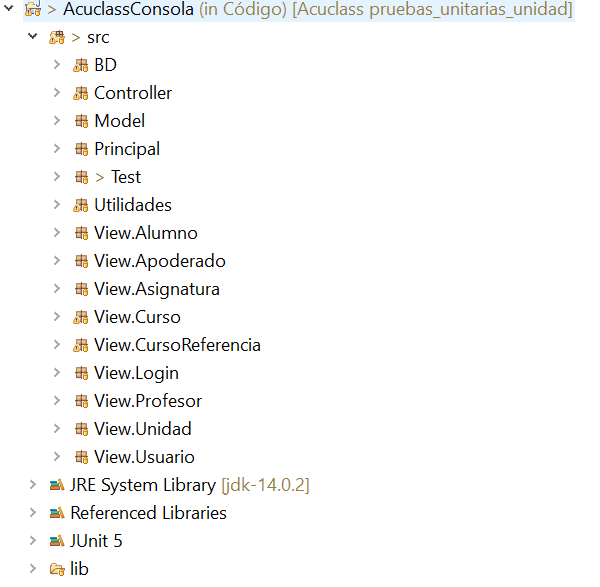 > AcuclassConsola (in Código) [Acuclass pruebas_unitarias_unidad]
> src
BD
Controller
Model
Principal
> Test
Utilidades
View.Alumno
View.Apoderado
View.Asignatura
View.Curso
View.CursoReferencia
View.Login
View.Profesor
View.Unidad
View.Usuario
JRE System Library [jdk-14.0.2]
Referenced Libraries
JUnit 5
lib